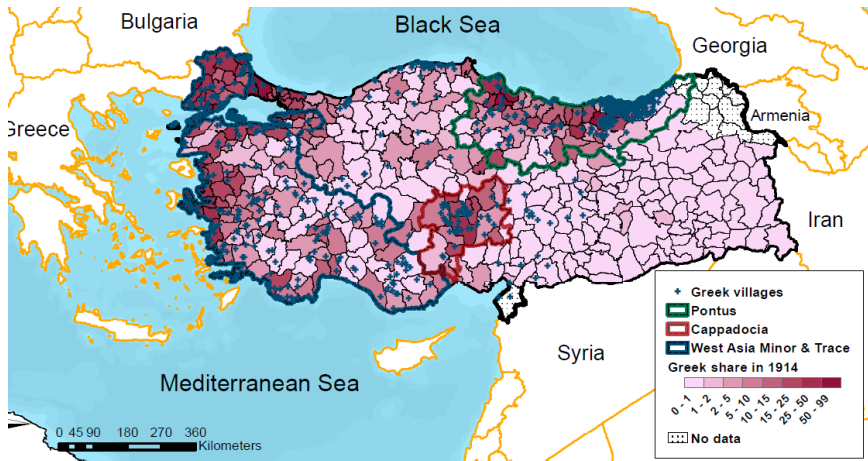 Bulgaria
Black Sea
Georgia
Greece
Armenia
Iran
Syria
Mediterranean Sea
0 45 90 180 270 360
Kilometers
Greek villages
Pontus
Cappadocia
West Asia Minor & Trace
Greek share in 1914
0 - 1
1 - 2
2 - 5
5 - 10
10 - 15
15 - 25
25 - 50
50 - 99
No data